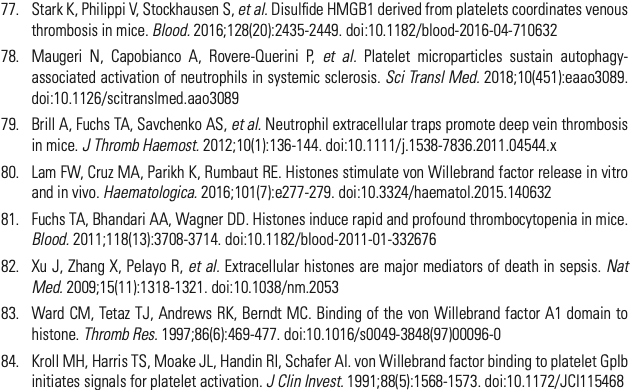 77. Stark K, Philippi V, Stockhausen S, et al. Disulfide HMGB1 derived from platelets coordinates venous
thrombosis in mice. Blood. 2016;128(20):2435-2449. doi:10.1182/blood-2016-04-710632
78. Maugeri N, Capobianco A, Rovere-Querini P, et al. Platelet microparticles sustain autophagy-
associated activation of neutrophils in systemic sclerosis. Sci Transl Med. 2018;10(451):eaao3089.
doi:10.1126/scitranslmed.aao3089
79. Brill A, Fuchs TA, Savchenko AS, et al. Neutrophil extracellular traps promote deep vein thrombosis
in mice. J Thromb Haemost. 2012;10(1):136-144. doi:10.1111/j.1538-7836.2011.04544.x
80. Lam FW, Cruz MA, Parikh K, Rumbaut RE. Histones stimulate von Willebrand factor release in vitro
and in vivo. Haematologica. 2016;101(7):e277-279. doi:10.3324/haematol.2015.140632
81. Fuchs TA, Bhandari AA, Wagner DD. Histones induce rapid and profound thrombocytopenia in mice.
Blood. 2011;118(13):3708-3714. doi:10.1182/blood-2011-01-332676
82. Xu J, Zhang X, Pelayo R, et al. Extracellular histones are major mediators of death in sepsis. Nat
Med. 2009;15(11):1318-1321. doi:10.1038/nm.2053
83. Ward CM, Tetaz TJ, Andrews RK, Berndt MC. Binding of the von Willebrand factor A1 domain to
histone. Thromb Res. 1997;86(6):469-477. doi:10.1016/s0049-3848(97)00096-0
84. Kroll MH, Harris TS, Moake JL, Handin RI, Schafer AI. von Willebrand factor binding to platelet GpIb
initiates signals for platelet activation. J Clin Invest. 1991;88(5):1568-1573. doi:10.1172/JCI115468